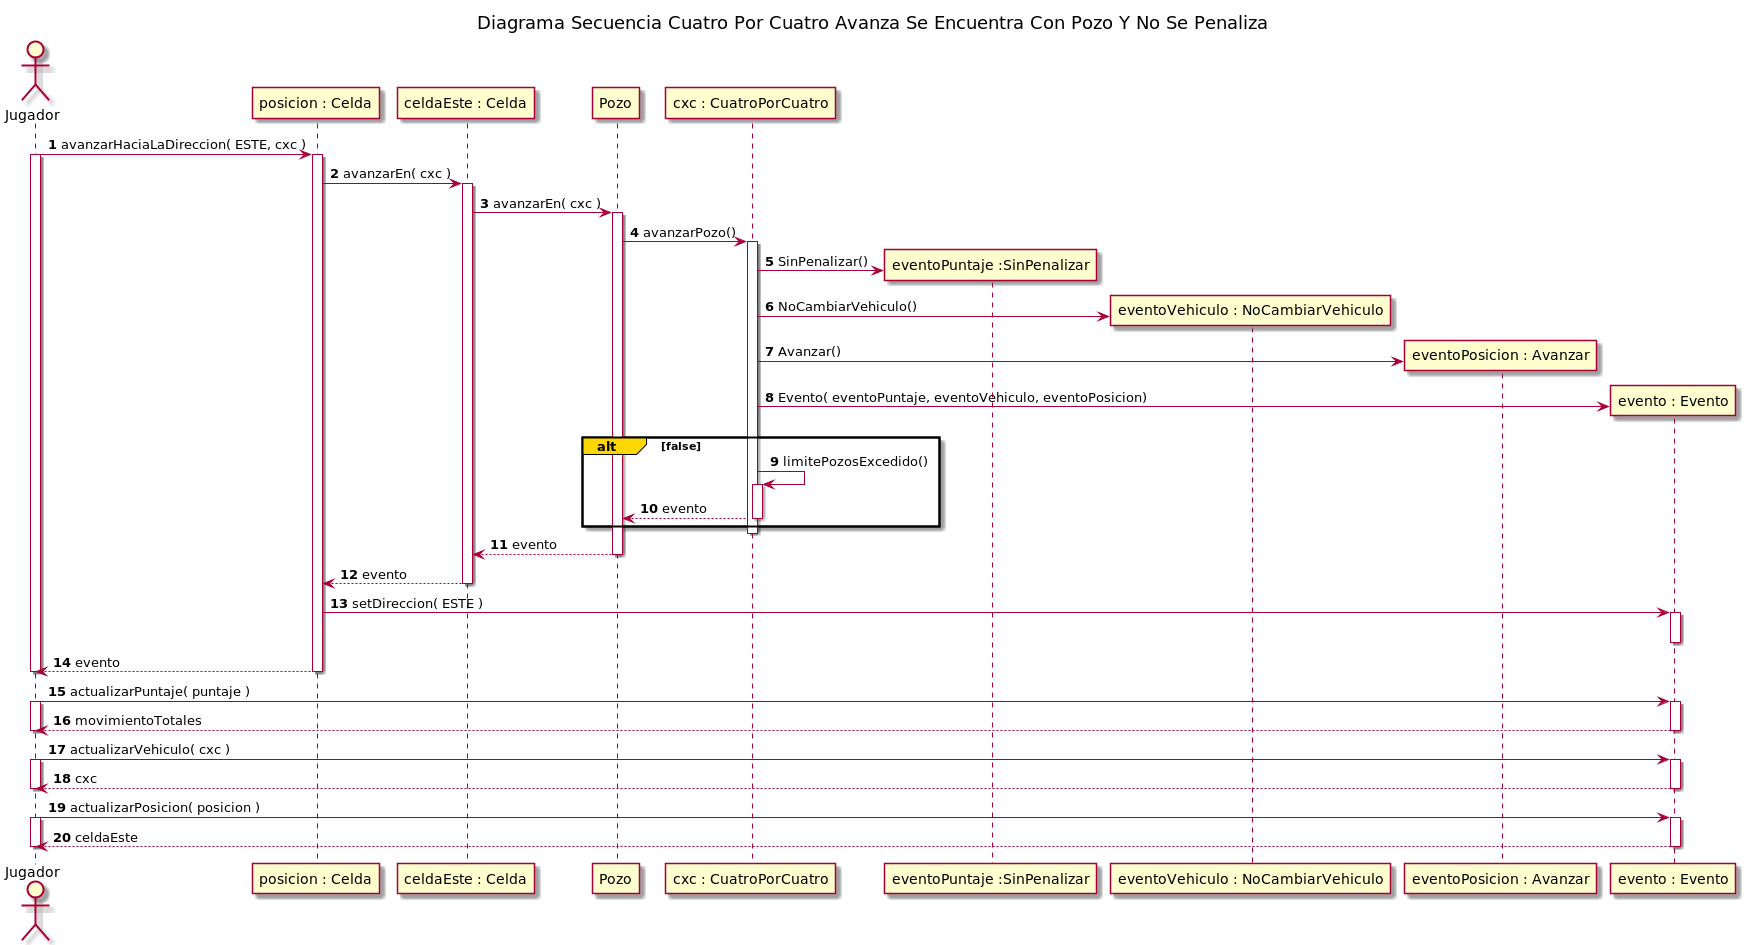 Diagrama Secuencia Cuatro Por Cuatro Avanza Se Encuentra Con Pozo Y No Se Penaliza
Jugador
posicion : Celda
celdaEste : Celda
Pozo
cxc : CuatroPorCuatro
1 avanzarHaciaLaDireccion( ESTE, cxc )
2 avanzarEn( cxc )
3 avanzarEn( cxc )
4 avanzarPozo()
5 SinPenalizar()
eventoPuntaje :SinPenalizar
6 NoCambiarVehiculo()
eventoVehiculo : NoCambiarVehiculo
7 Avanzar()
eventoPosicion : Avanzar
8 Evento( eventoPuntaje, eventoVehiculo, eventoPosicion)
evento : Evento
alt [false]
9 limitePozosExcedido()
10 evento
11 evento
12 evento
13 setDireccion( ESTE )
14 evento
15 actualizarPuntaje( puntaje )
16 movimientoTotales
17 actualizarVehiculo( cxc )
18 cxc
19 actualizarPosicion( posicion )
20 celdaEste
Jugador
posicion : Celda
celdaEste : Celda
Pozo
cxc : CuatroPorCuatro
eventoPuntaje :SinPenalizar
eventoVehiculo : NoCambiarVehiculo
eventoPosicion : Avanzar
evento : Evento